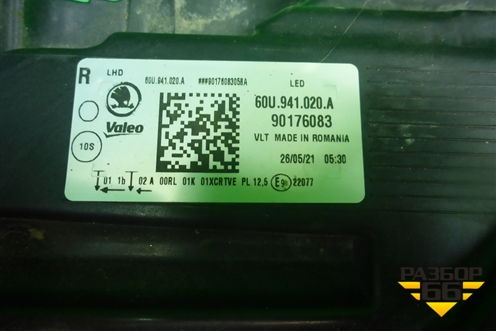 R LHD 60U.941.020.A ###90176083058A LED
Valeo
60U.941.020.A
90176083
VLT MADE IN ROMANIA
10S
26/05/21 05:30
01 1b 02 A 00RL 01K 01XCRTVE PL 12,5 E9 22077
РАЗБОР
66